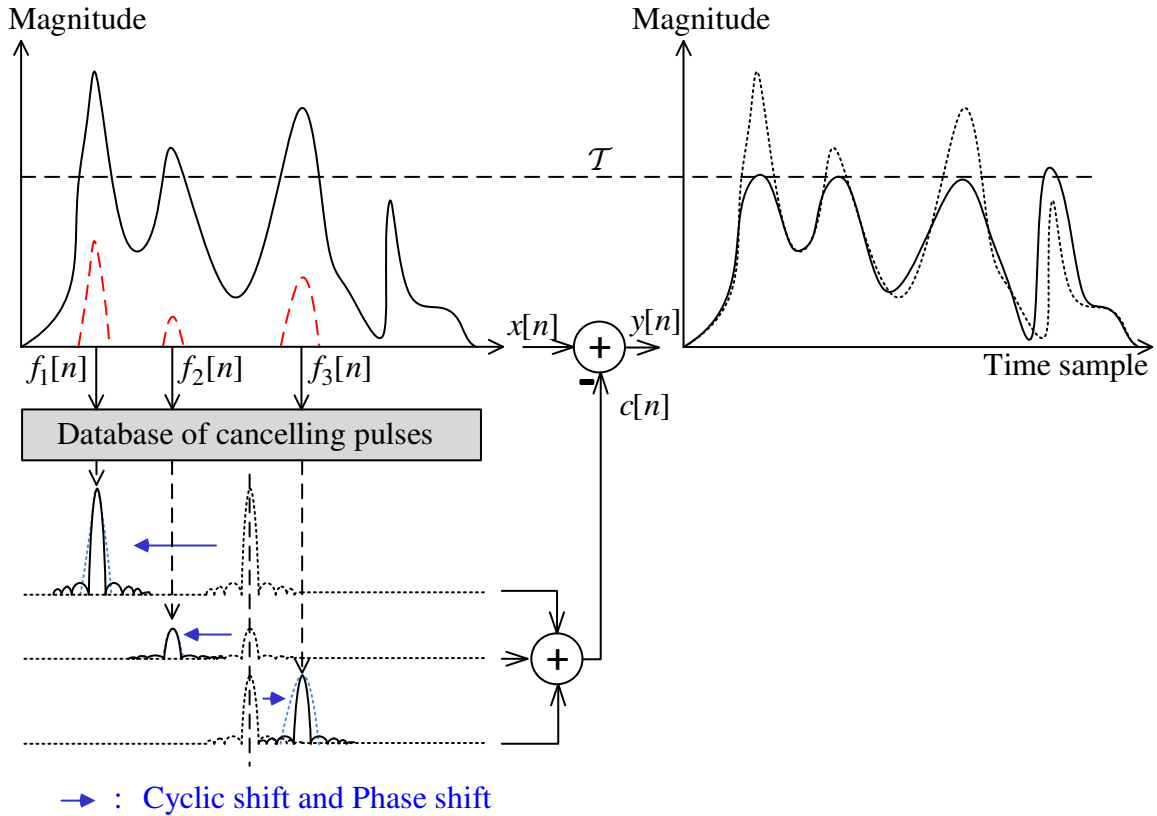 Magnitude
Magnitude
𝒯
x[n]
+
-
y[n]
Time sample
f₁[n]
f₂[n]
f₃[n]
c[n]
Database of cancelling pulses
+
: Cyclic shift and Phase shift